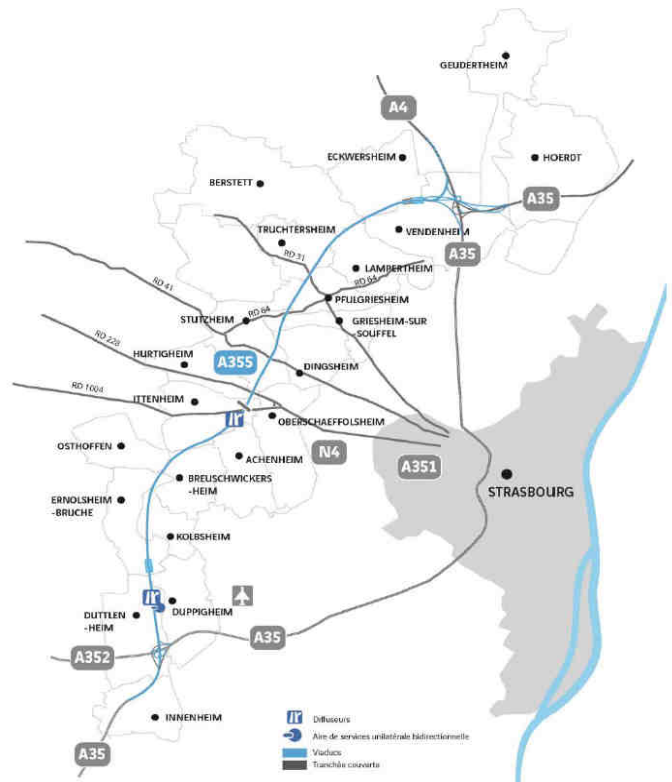 GEUDERTHEIM
A4
ECKWERSHEIM
HOERDT
BERSTETT
A35
TRUCHTERSHEIM
VENDENHEIM
A35
RD 31
LAMPERTHEIM
RD 64
RD 41
PFULGRIESHEIM
RD 64
STUTZHEIM
GRIESHEIM-SUR
-SOUFFEL
RD 228
HURTIGHEIM
A355
DINGSHEIM
RD 1004
ITTENHEIM
OBERSCHAEFFOLSHEIM
OSTHOFFEN
N4
ACHENHEIM
A351
BREUSCHWICKERS
-HEIM
STRASBOURG
ERNOLSHEIM
-BRUCHE
KOLBSHEIM
DUPPIGHEIM
DUTTLEN
-HEIM
A35
A352
INNENHEIM
A35
Diffuseurs
Aire de services unilatérale bidirectionnelle
Viaducs
Tranchée couverte